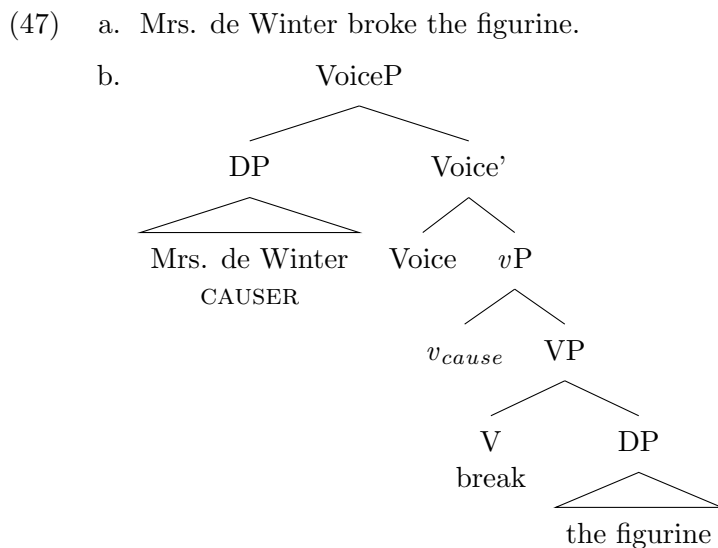 (47) a. Mrs. de Winter broke the figurine.
b. VoiceP
DP Voice'
Mrs. de Winter Voice vP
CAUSER
v_cause VP
V DP
break
the figurine